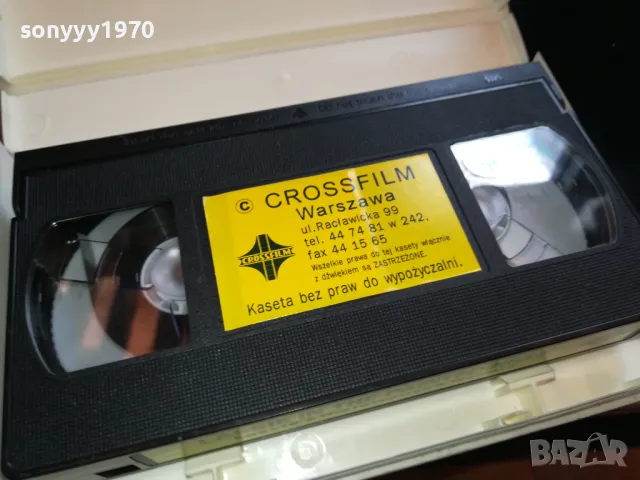 sonyyy1970
© CROSSFILM
Warszawa
ul.Racławicka 99
tel. 44 74 81 w 242,
fax 44 15 65
CROSSFILM
Wszelkie prawa do tej kasety włącznie
z dźwiękiem są ZASTRZEŻONE.
Kaseta bez praw do wypożyczalni.
BAZAR